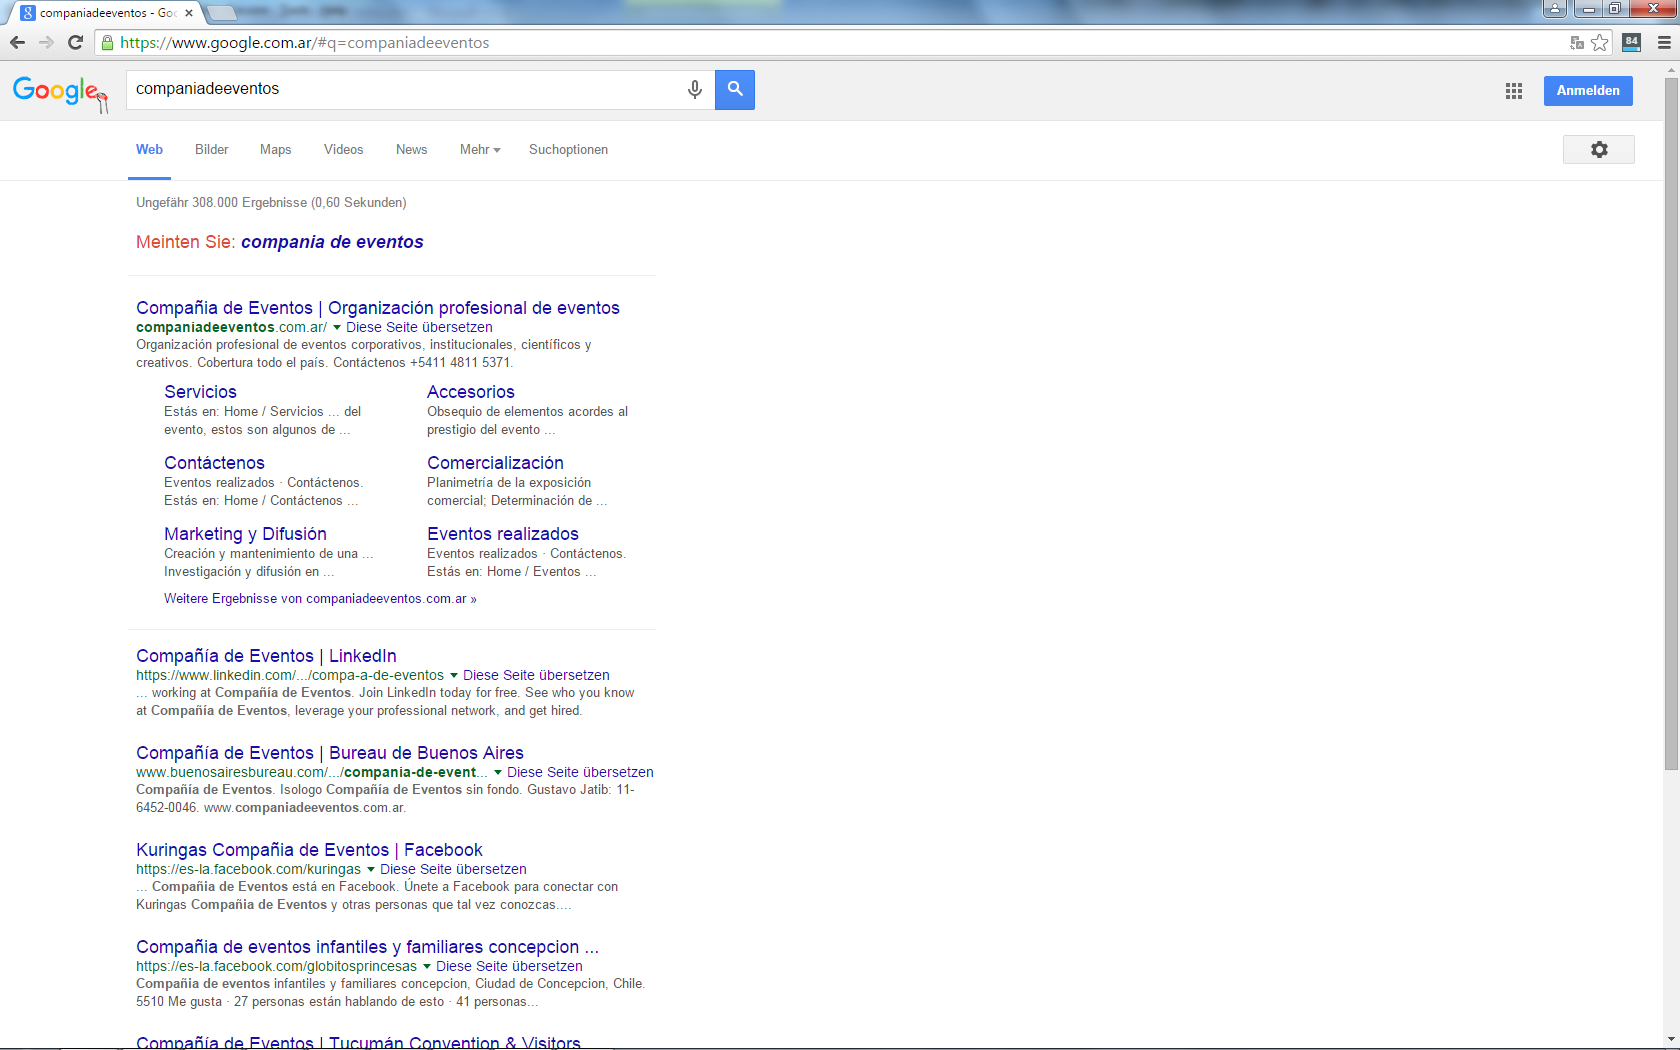 companiadeeventos - Goo
https://www.google.com.ar/#q=companiadeeventos
84
Google
companiadeeventos
Anmelden
Web Bilder Maps Videos News Mehr Suchoptionen
Ungefähr 308.000 Ergebnisse (0,60 Sekunden)
Meinten Sie: compania de eventos
Compañia de Eventos | Organización profesional de eventos
companiadeeventos.com.ar/ Diese Seite übersetzen
Organización profesional de eventos corporativos, institucionales, científicos y
creativos. Cobertura todo el país. Contáctenos +5411 4811 5371.
Servicios
Estás en: Home / Servicios ... del
evento, estos son algunos de ...
Accesorios
Obsequio de elementos acordes al
prestigio del evento ...
Contáctenos
Eventos realizados · Contáctenos.
Estás en: Home / Contáctenos ...
Comercialización
Planimetría de la exposición
comercial; Determinación de ...
Marketing y Difusión
Creación y mantenimiento de una ...
Investigación y difusión en ...
Eventos realizados
Eventos realizados · Contáctenos.
Estás en: Home / Eventos ...
Weitere Ergebnisse von companiadeeventos.com.ar »
Compañía de Eventos | LinkedIn
https://www.linkedin.com/.../compa-a-de-eventos Diese Seite übersetzen
... working at Compañía de Eventos. Join LinkedIn today for free. See who you know
at Compañía de Eventos, leverage your professional network, and get hired.
Compañía de Eventos | Bureau de Buenos Aires
www.buenosairesbureau.com/.../compania-de-event... Diese Seite übersetzen
Compañía de Eventos. Isologo Compañía de Eventos sin fondo. Gustavo Jatib: 11-
6452-0046. www.companiadeeventos.com.ar.
Kuringas Compañia de Eventos | Facebook
https://es-la.facebook.com/kuringas Diese Seite übersetzen
... Compañia de Eventos está en Facebook. Únete a Facebook para conectar con
Kuringas Compañia de Eventos y otras personas que tal vez conozcas....
Compañia de eventos infantiles y familiares concepcion ...
https://es-la.facebook.com/globitosprincesas Diese Seite übersetzen
Compañia de eventos infantiles y familiares concepcion, Ciudad de Concepcion, Chile.
5510 Me gusta · 27 personas están hablando de esto · 41 personas...
Compañía de Eventos | Tucumán Convention & Visitors